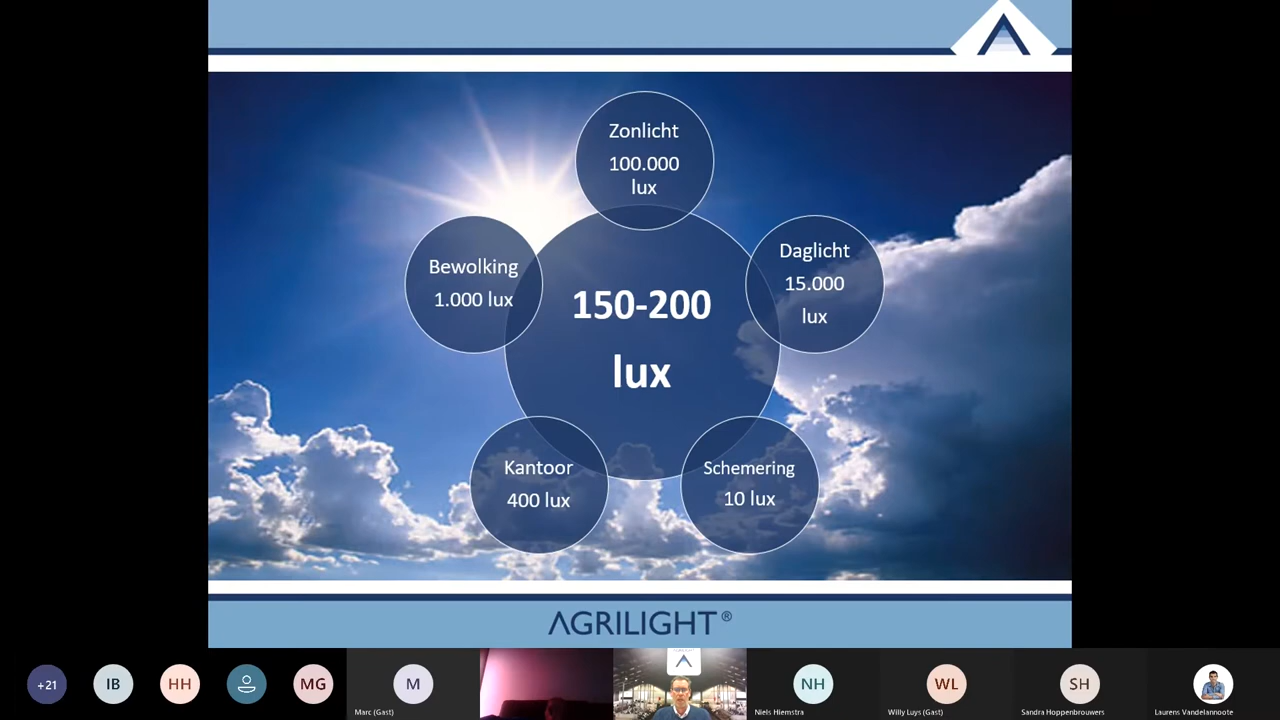 Zonlicht
100.000
lux
Bewolking
1.000 lux
Daglicht
15.000
lux
150-200
lux
Kantoor
400 lux
Schemering
10 lux
AGRILIGHT®
+21
IB
HH
MG
M
Marc (Gast)
NH
Niels Hiemstra
WL
Willy Luys (Gast)
SH
Sandra Hoppenbrouwers
Laurens Vandelannoote